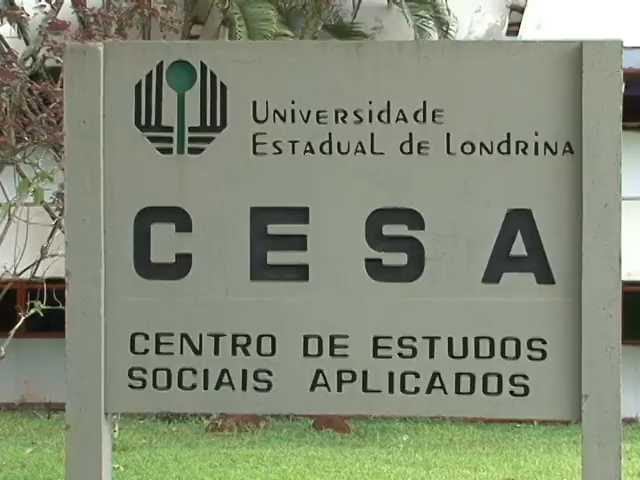 Universidade
Estadual de Londrina
CESA
CENTRO DE ESTUDOS
SOCIAIS APLICADOS